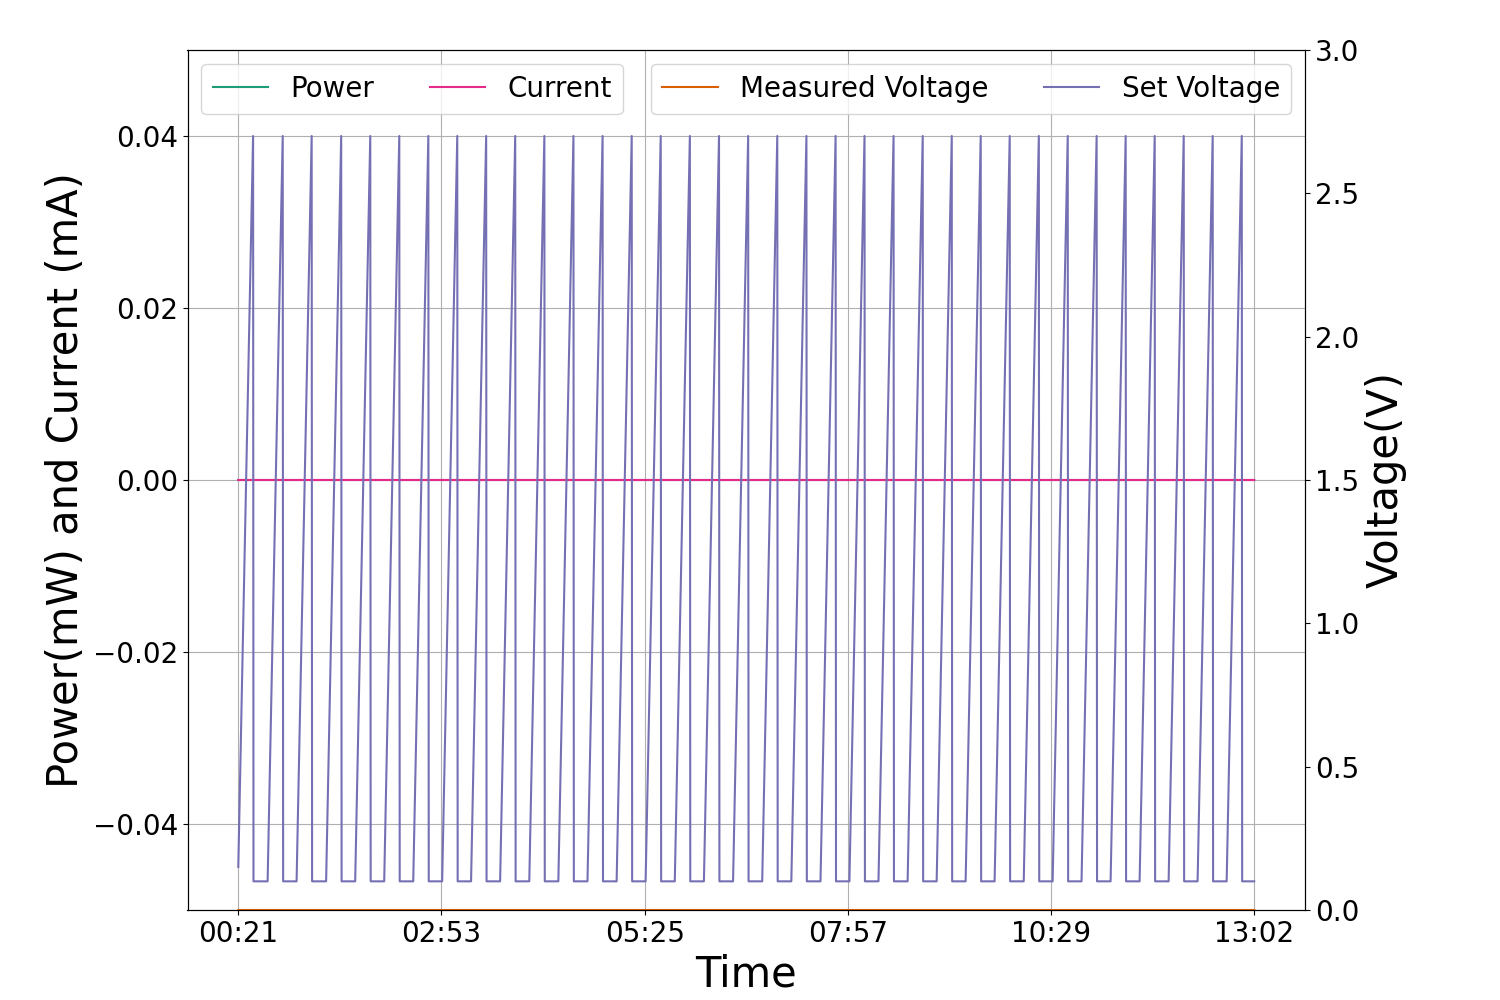 Power
Current
Measured Voltage
Set Voltage
Power(mW) and Current (mA)
0.04
0.02
0.00
−0.02
−0.04
3.0
2.5
2.0
1.5
1.0
0.5
0.0
Voltage(V)
00:21
02:53
05:25
07:57
10:29
13:02
Time